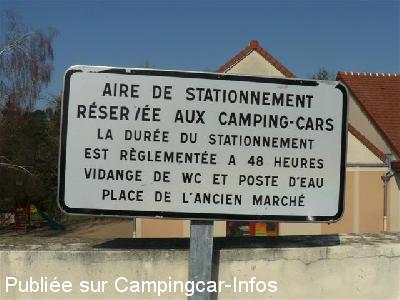 AIRE DE STATIONNEMENT
RÉSERVÉE AUX CAMPING-CARS
LA DURÉE DU STATIONNEMENT
EST RÈGLEMENTÉE A 48 HEURES
VIDANGE DE WC ET POSTE D'EAU
PLACE DE L'ANCIEN MARCHÉ
Publiée sur Campingcar-Infos